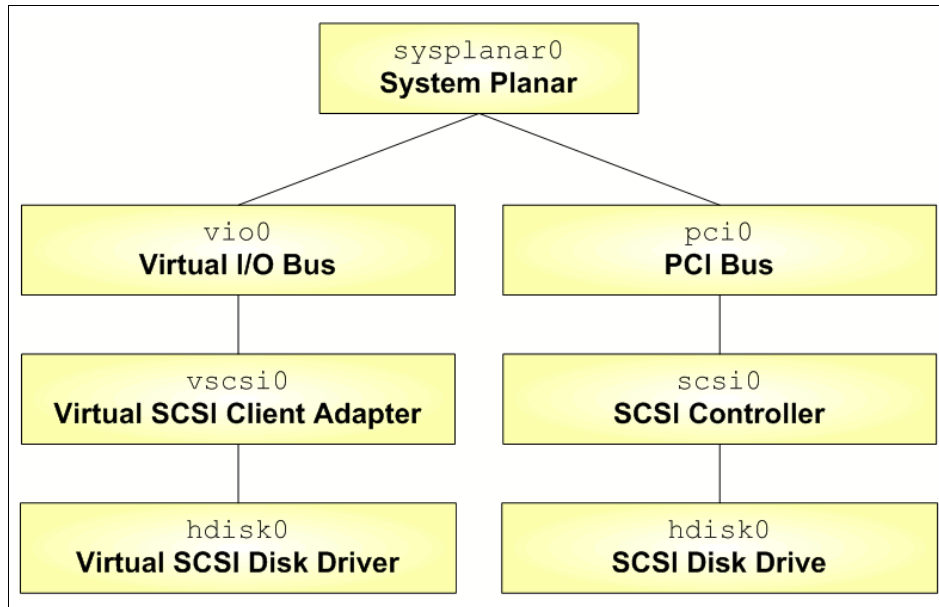 sysplanar0
System Planar
vio0
Virtual I/O Bus
pci0
PCI Bus
vscsi0
Virtual SCSI Client Adapter
scsi0
SCSI Controller
hdisk0
Virtual SCSI Disk Driver
hdisk0
SCSI Disk Drive